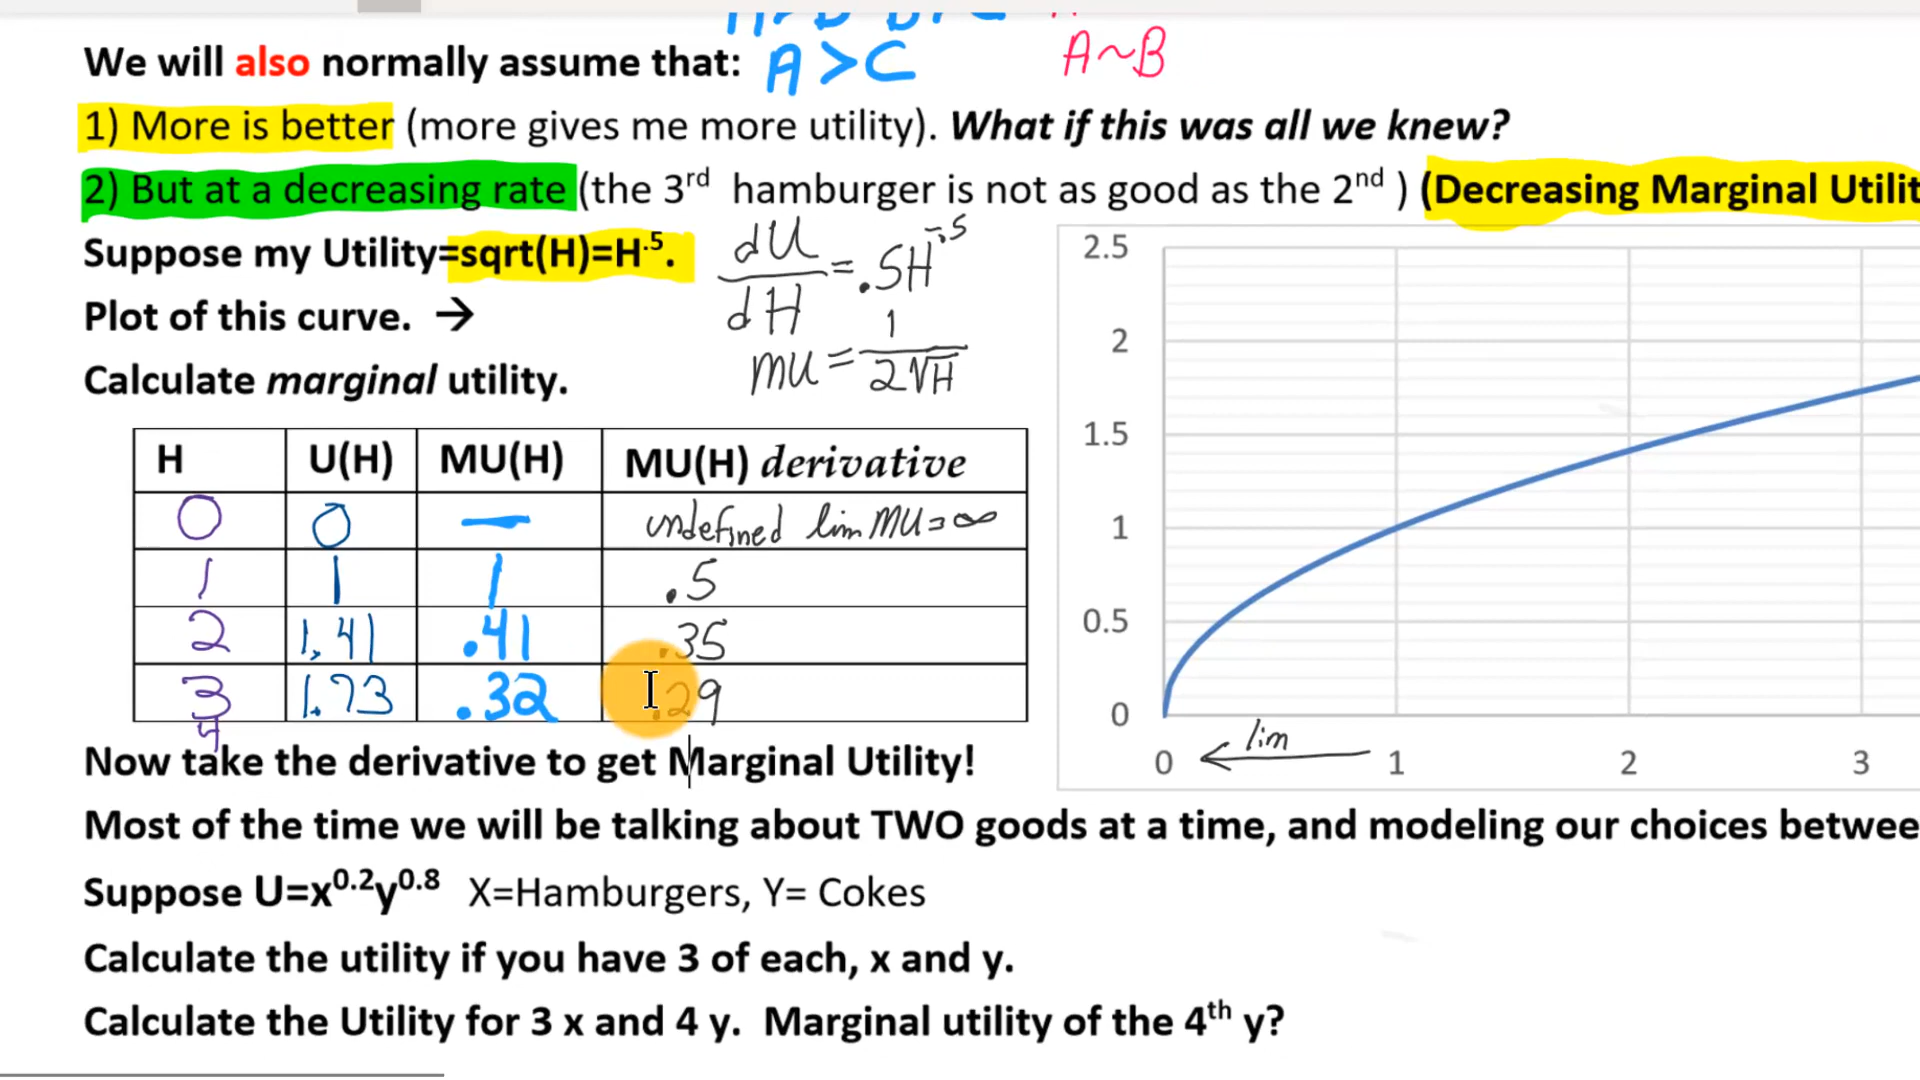 We will also normally assume that: A > C A~B
1) More is better (more gives me more utility). What if this was all we knew?
2) But at a decreasing rate (the 3rd hamburger is not as good as the 2nd ) (Decreasing Marginal Utilit
Suppose my Utility=sqrt(H)=H.5.
dU/dH = .5H-.5
Plot of this curve. →
MU = 1/2√H
Calculate marginal utility.
H U(H) MU(H) MU(H) derivative
0 0 — undefined lim MU = ∞
1 1 1 .5
2 1.41 .41 .35
3 1.73 .32 .29
4
2.5
2
1.5
1
0.5
0
lim
0 1 2 3
Now take the derivative to get Marginal Utility!
Most of the time we will be talking about TWO goods at a time, and modeling our choices betwee
Suppose U=x0.2y0.8 X=Hamburgers, Y= Cokes
Calculate the utility if you have 3 of each, x and y.
Calculate the Utility for 3 x and 4 y. Marginal utility of the 4th y?